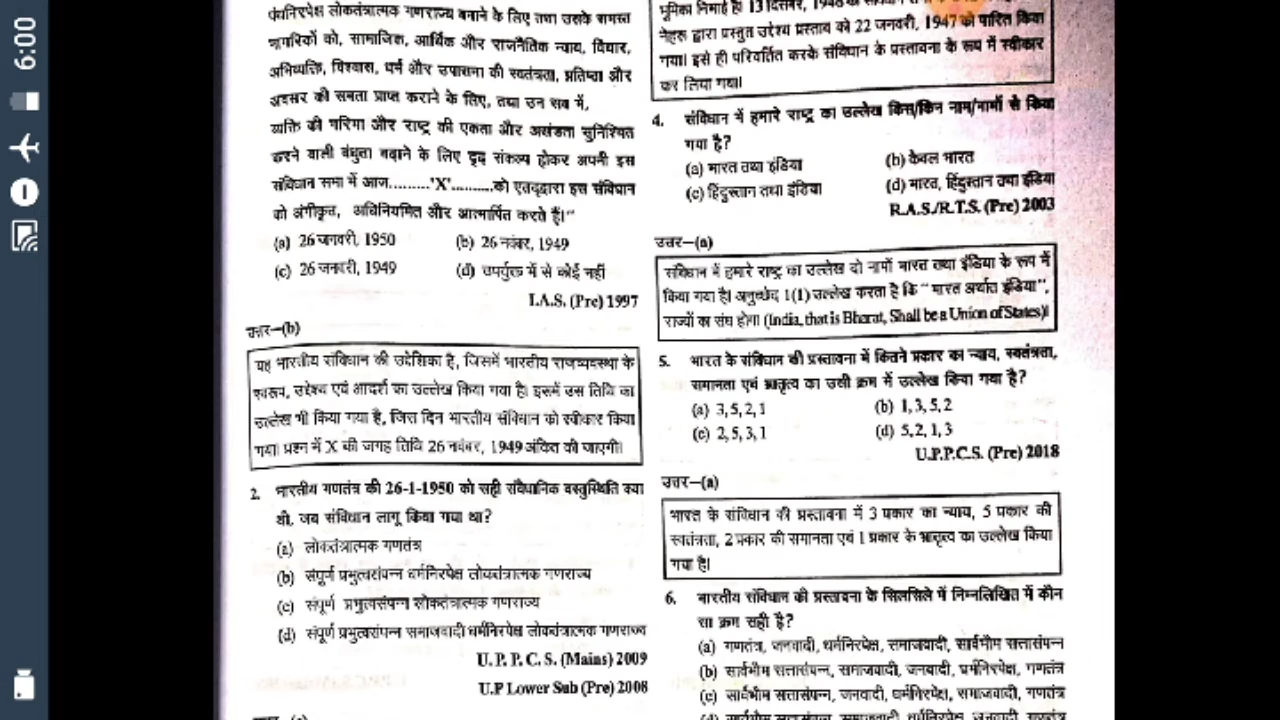 6:00
पंथनिरपेक्ष लोकतंत्रात्मक गणराज्य बनाने के लिए तथा उसके समस्त
नागरिकों को, सामाजिक, आर्थिक और राजनैतिक न्याय, विचार,
अभिव्यक्ति, विश्वास, धर्म और उपासना की स्वतंत्रता, प्रतिष्ठा और
अवसर की समता प्राप्त कराने के लिए, तथा उन सब में,
व्यक्ति की गरिमा और राष्ट्र की एकता और अखंडता सुनिश्चित
करने वाली बंधुता बढ़ाने के लिए दृढ़ संकल्प होकर अपनी इस
संविधान सभा में आज.........'X'..........को एतद्द्वारा इस संविधान
को अंगीकृत, अधिनियमित और आत्मार्पित करते हैं।"
(a) 26 जनवरी, 1950 (b) 26 नवंबर, 1949
(c) 26 जनवरी, 1949 (d) उपर्युक्त में से कोई नहीं
I.A.S. (Pre) 1997
उत्तर—(b)
यह भारतीय संविधान की उद्देशिका है, जिसमें भारतीय राजव्यवस्था के
स्वरूप, उद्देश्य एवं आदर्श का उल्लेख किया गया है। इसमें उस तिथि का
उल्लेख भी किया गया है, जिस दिन भारतीय संविधान को स्वीकार किया
गया। प्रश्न में X की जगह तिथि 26 नवंबर, 1949 अंकित की जाएगी।
2. भारतीय गणतंत्र की 26-1-1950 को सही संवैधानिक वस्तुस्थिति क्या
थी, जब संविधान लागू किया गया था?
(a) लोकतंत्रात्मक गणतंत्र
(b) संपूर्ण प्रभुत्वसंपन्न धर्मनिरपेक्ष लोकतंत्रात्मक गणराज्य
(c) संपूर्ण प्रभुत्वसंपन्न लोकतंत्रात्मक गणराज्य
(d) संपूर्ण प्रभुत्वसंपन्न समाजवादी धर्मनिरपेक्ष लोकतंत्रात्मक गणराज्य
U. P. P. C. S. (Mains) 2009
U.P Lower Sub (Pre) 2008
भूमिका निभाई है। 13 दिसंबर, 1946 को संविधान
नेहरू द्वारा प्रस्तुत उद्देश्य प्रस्ताव को 22 जनवरी, 1947 को पारित किया
गया। इसे ही परिवर्तित करके संविधान के प्रस्तावना के रूप में स्वीकार
कर लिया गया।
4. संविधान में हमारे राष्ट्र का उल्लेख किस/किन नाम/नामों से किया
गया है?
(a) भारत तथा इंडिया (b) केवल भारत
(c) हिंदुस्तान तथा इंडिया (d) भारत, हिंदुस्तान तथा इंडिया
R.A.S./R.T.S. (Pre) 2003
उत्तर—(a)
संविधान में हमारे राष्ट्र का उल्लेख दो नामों भारत तथा इंडिया के रूप में
किया गया है। अनुच्छेद 1(1) उल्लेख करता है कि "भारत अर्थात इंडिया",
राज्यों का संघ होगा (India, that is Bharat, Shall be a Union of States)।
5. भारत के संविधान की प्रस्तावना में कितने प्रकार का न्याय, स्वतंत्रता,
समानता एवं भ्रातृत्व का उसी क्रम में उल्लेख किया गया है?
(a) 3, 5, 2, 1 (b) 1, 3, 5, 2
(c) 2, 5, 3, 1 (d) 5, 2, 1, 3
U.P.P.C.S. (Pre) 2018
उत्तर—(a)
भारत के संविधान की प्रस्तावना में 3 प्रकार का न्याय, 5 प्रकार की
स्वतंत्रता, 2 प्रकार की समानता एवं 1 प्रकार के भ्रातृत्व का उल्लेख किया
गया है।
6. भारतीय संविधान की प्रस्तावना के सिलसिले में निम्नलिखित में कौन
सा क्रम सही है?
(a) गणतंत्र, जनवादी, धर्मनिरपेक्ष, समाजवादी, सार्वभौम सत्तासंपन्न
(b) सार्वभौम सत्तासंपन्न, समाजवादी, जनवादी, धर्मनिरपेक्ष, गणतंत्र
(c) सार्वभौम सत्तासंपन्न, जनवादी, धर्मनिरपेक्ष, समाजवादी, गणतंत्र
(d) सार्वभौम सत्तासंपन्न, समाजवादी, धर्मनिरपेक्ष, जनवादी, गणतंत्र